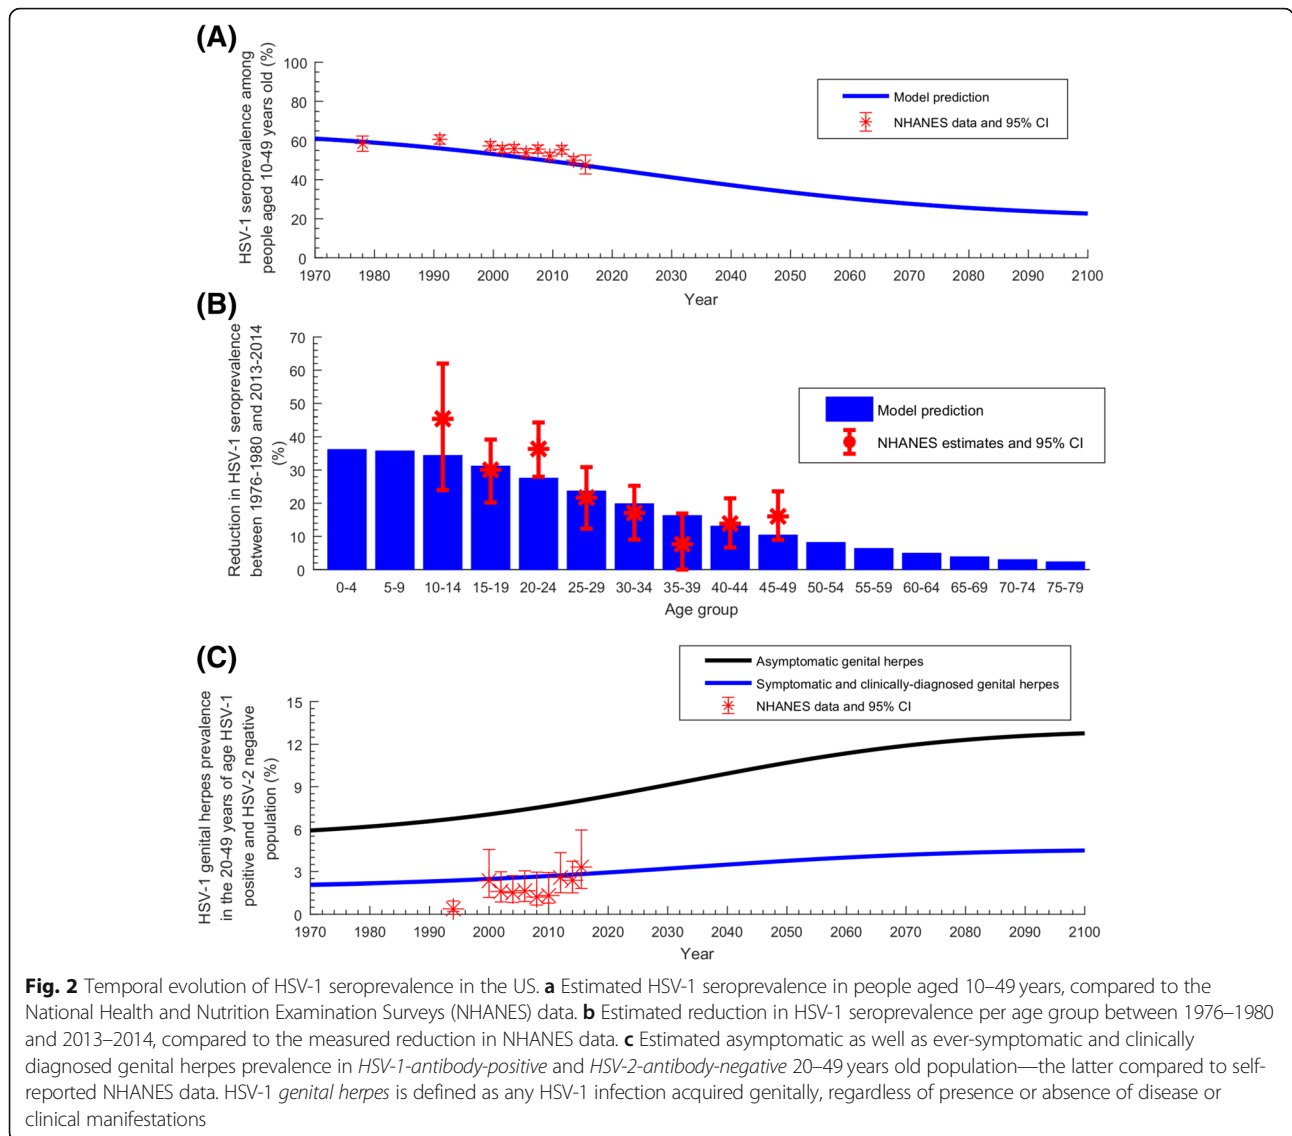 (A)
HSV-1 seroprevalence among
people aged 10-49 years old (%)
100
80
60
40
20
0
1970 1980 1990 2000 2010 2020 2030 2040 2050 2060 2070 2080 2090 2100
Year
Model prediction
NHANES data and 95% CI
(B)
Reduction in HSV-1 seroprevalence
between 1976-1980 and 2013-2014
(%)
70
60
50
40
30
20
10
0
0-4 5-9 10-14 15-19 20-24 25-29 30-34 35-39 40-44 45-49 50-54 55-59 60-64 65-69 70-74 75-79
Age group
Model prediction
NHANES estimates and 95% CI
(C)
Asymptomatic genital herpes
Symptomatic and clinically-diagnosed genital herpes
NHANES data and 95% CI
HSV-1 genital herpes prevalence
in the 20-49 years of age HSV-1
positive and HSV-2 negative
population (%)
15
12
9
6
3
0
1970 1980 1990 2000 2010 2020 2030 2040 2050 2060 2070 2080 2090 2100
Year
Fig. 2 Temporal evolution of HSV-1 seroprevalence in the US. a Estimated HSV-1 seroprevalence in people aged 10–49 years, compared to the
National Health and Nutrition Examination Surveys (NHANES) data. b Estimated reduction in HSV-1 seroprevalence per age group between 1976–1980
and 2013–2014, compared to the measured reduction in NHANES data. c Estimated asymptomatic as well as ever-symptomatic and clinically
diagnosed genital herpes prevalence in HSV-1-antibody-positive and HSV-2-antibody-negative 20–49 years old population—the latter compared to self-
reported NHANES data. HSV-1 genital herpes is defined as any HSV-1 infection acquired genitally, regardless of presence or absence of disease or
clinical manifestations